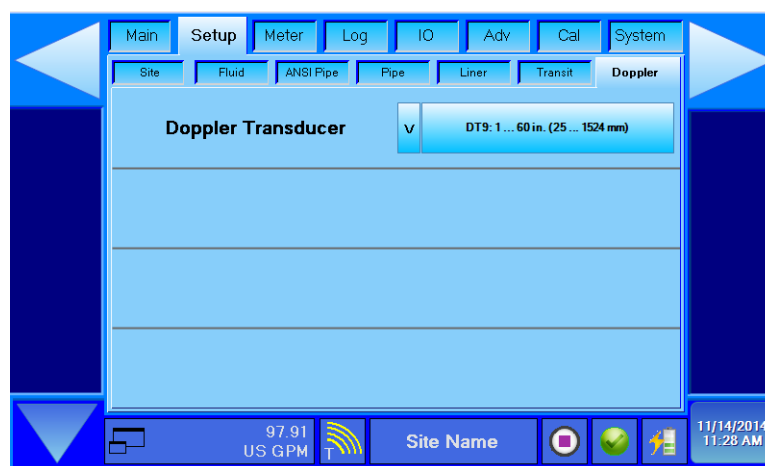 Main Setup Meter Log IO Adv Cal System
Site Fluid ANSI Pipe Pipe Liner Transit Doppler
Doppler Transducer v DT9: 1 ... 60 in. (25 ... 1524 mm)
97.91
US GPM T Site Name
11/14/2014
11:28 AM